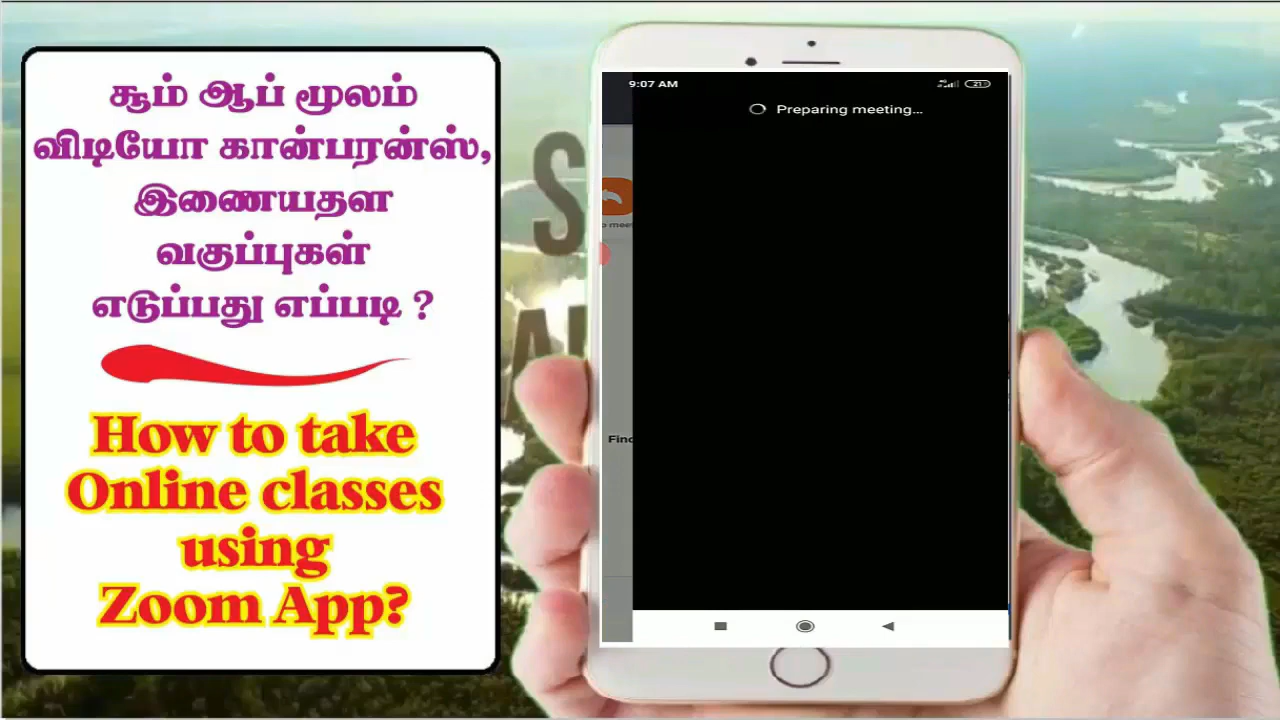 சூம் ஆப் மூலம்
விடியோ கான்பரன்ஸ்,
இணையதள
வகுப்புகள்
எடுப்பது எப்படி ?
How to take
Online classes
using
Zoom App?
9:07 AM
Preparing meeting...